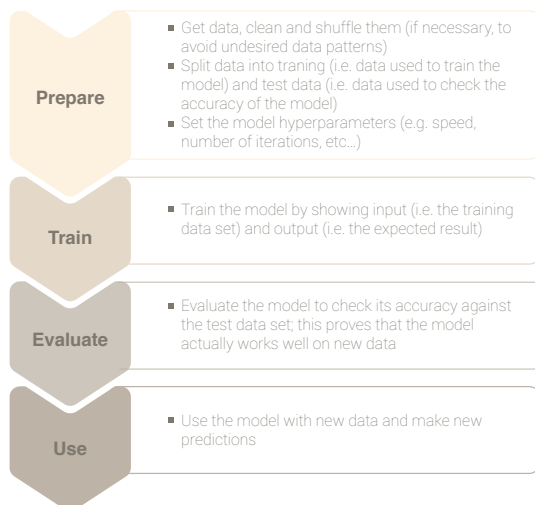 Prepare
▪ Get data, clean and shuffle them (if necessary, to
avoid undesired data patterns)
▪ Split data into traning (i.e. data used to train the
model) and test data (i.e. data used to check the
accuracy of the model)
▪ Set the model hyperparameters (e.g. speed,
number of iterations, etc...)
Train
▪ Train the model by showing input (i.e. the training
data set) and output (i.e. the expected result)
Evaluate
▪ Evaluate the model to check its accuracy against
the test data set; this proves that the model
actually works well on new data
Use
▪ Use the model with new data and make new
predictions